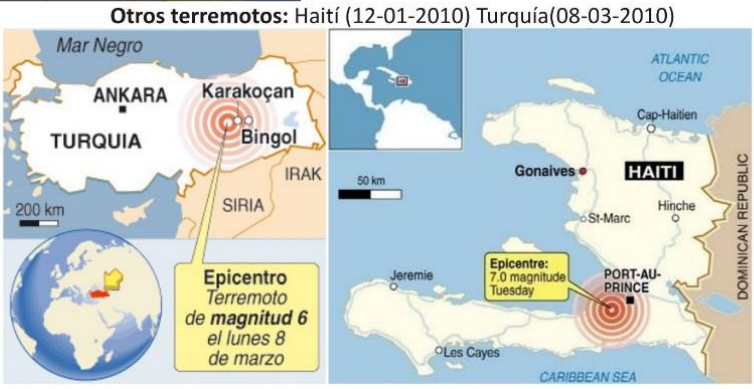 Otros terremotos: Haití (12-01-2010) Turquía(08-03-2010)
Mar Negro
ANKARA
Karakoçan
Bingol
TURQUIA
IRAK
SIRIA
200 km
Epicentro
Terremoto
de magnitud 6
el lunes 8
de marzo
ATLANTIC
OCEAN
Cap-Haitien
Gonaives
HAITI
50 km
Hinche
St-Marc
DOMINICAN REPUBLIC
Epicentre:
7.0 magnitude
Tuesday
PORT-AU-
PRINCE
Jeremie
Les Cayes
CARIBBEAN SEA